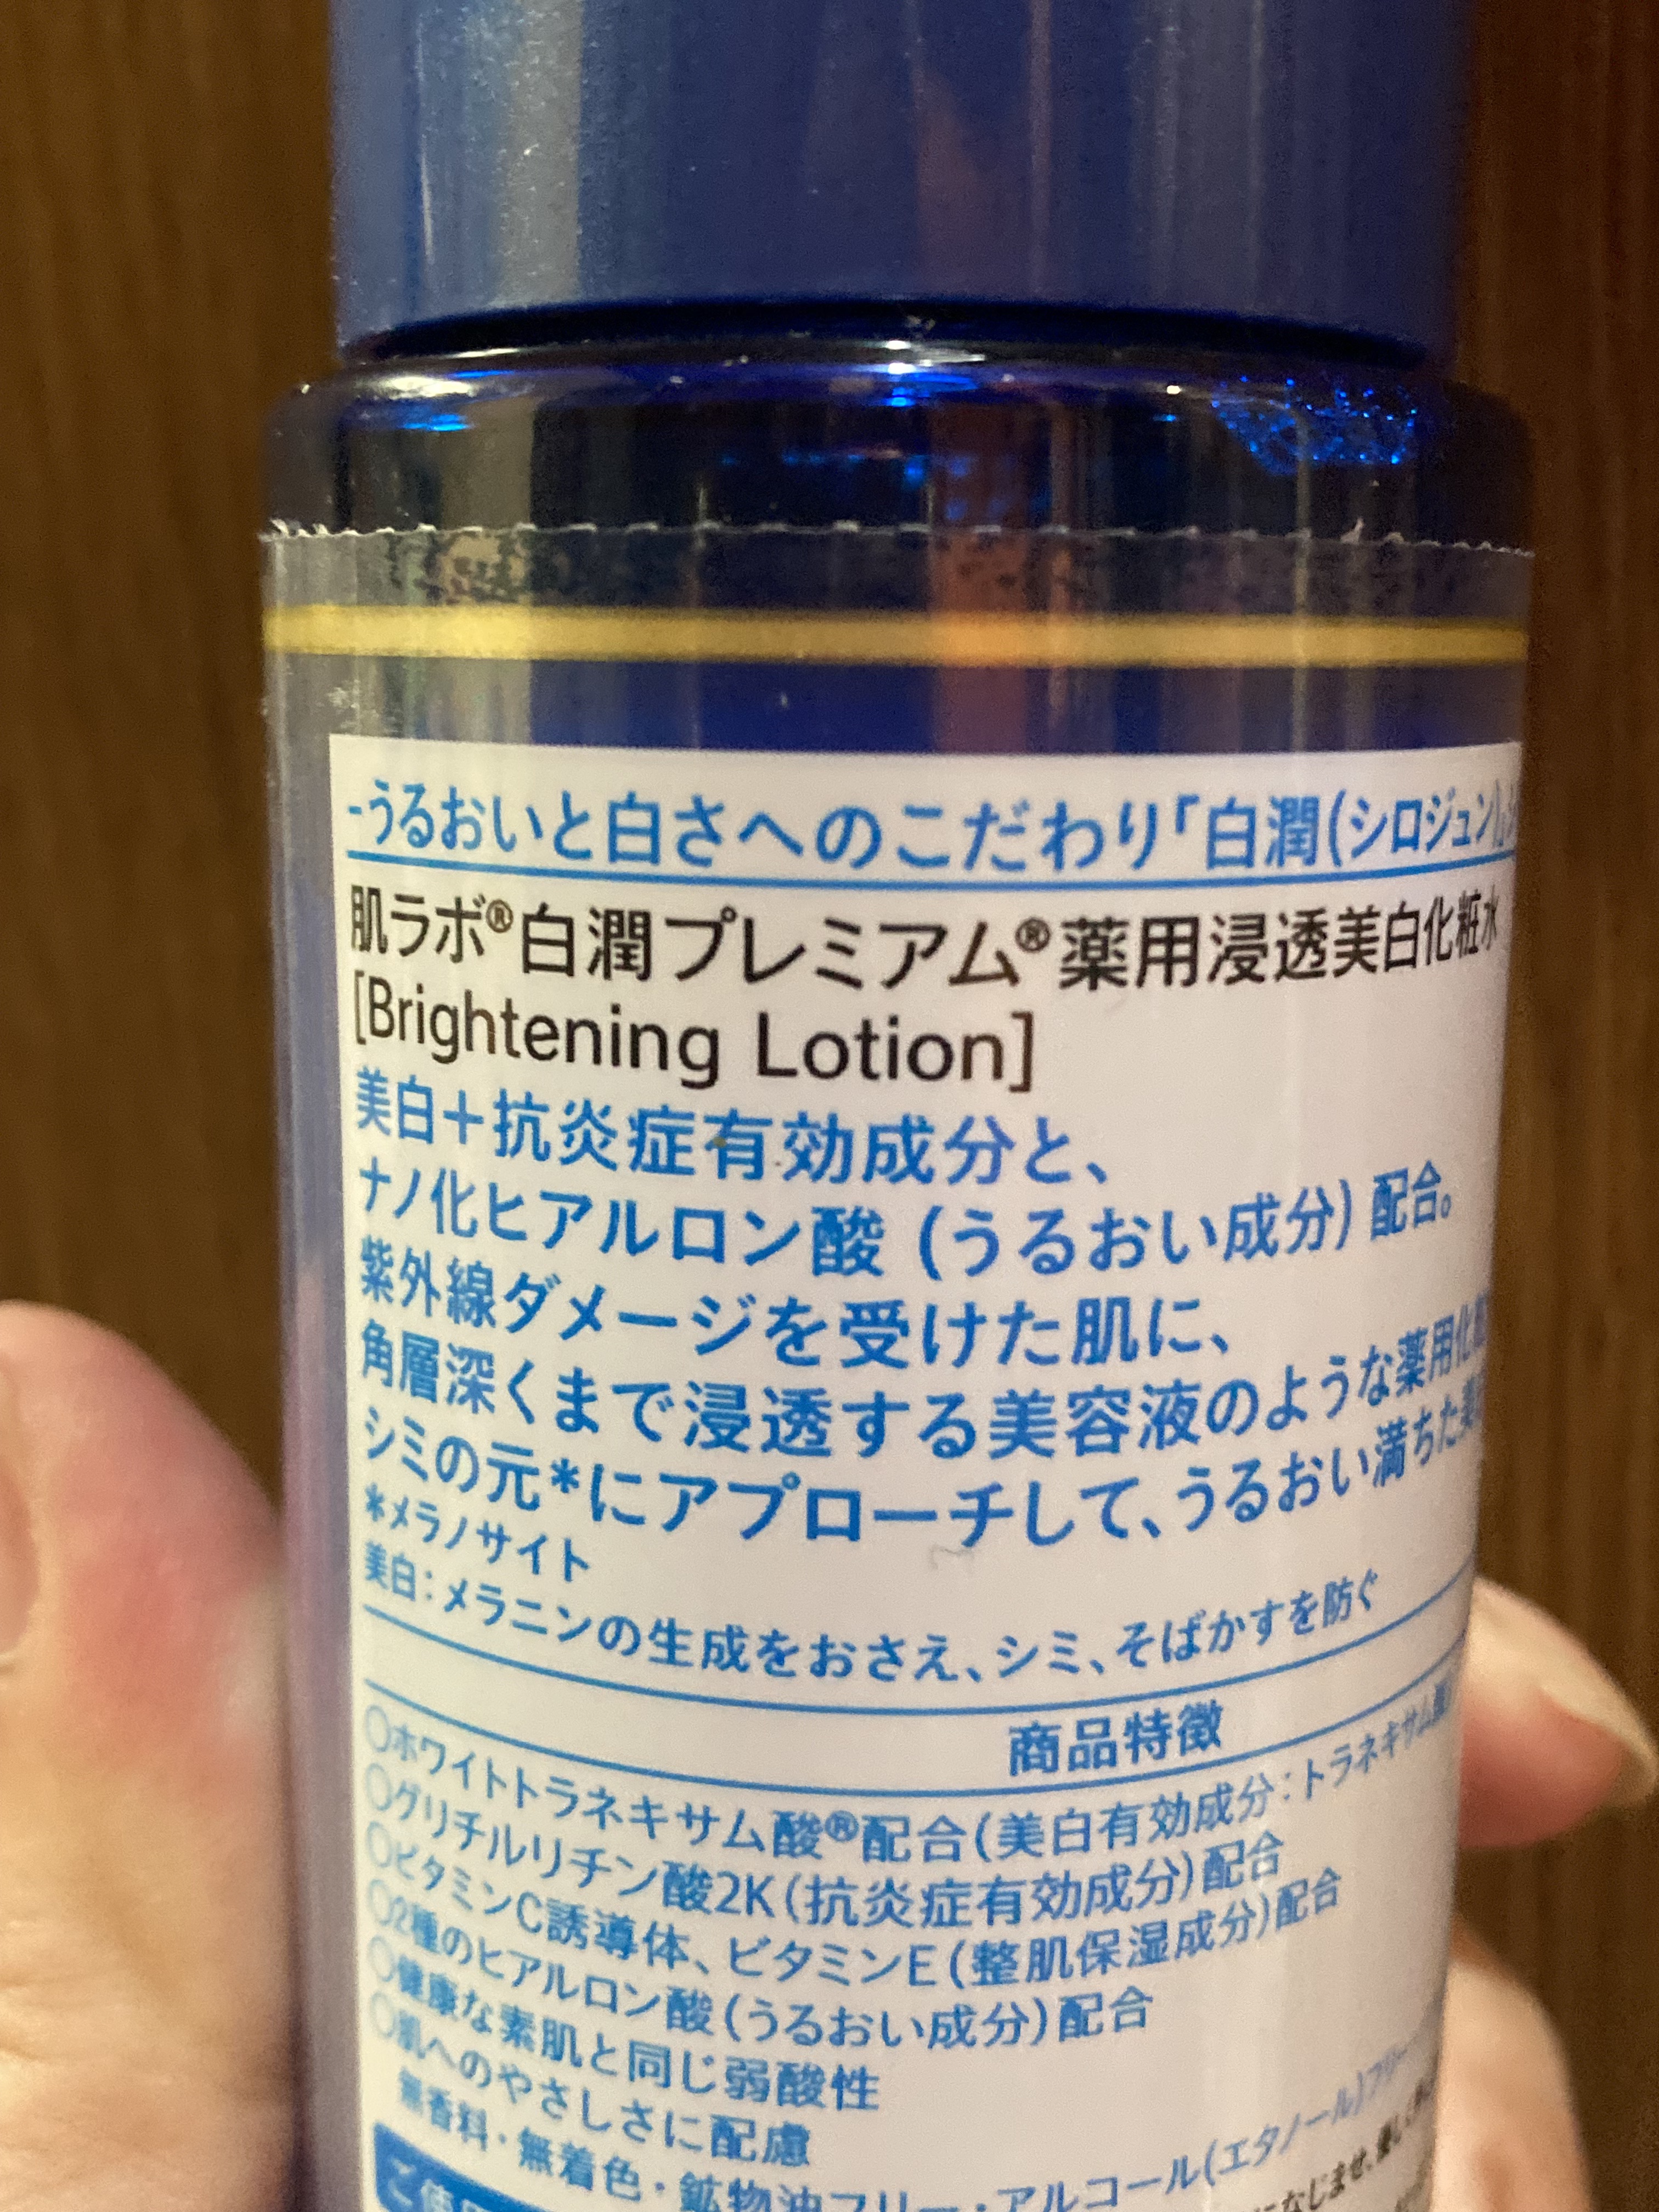 -うるおいと白さへのこだわり「白潤(シロジュン)
肌ラボ®白潤プレミアム®薬用浸透美白化粧水
[Brightening Lotion]
美白+抗炎症有効成分と、
ナノ化ヒアルロン酸 (うるおい成分) 配合。
紫外線ダメージを受けた肌に、
角層深くまで浸透する美容液のような薬用化粧
シミの元*にアプローチして、うるおい満ちた
*メラノサイト
美白:メラニンの生成をおさえ、シミ、そばかすを防ぐ
商品特徴
○ホワイトトラネキサム酸®配合(美白有効成分:トラネキサム酸
○グリチルリチン酸2K(抗炎症有効成分)配合
○ビタミンC誘導体、ビタミンE(整肌保湿成分)配合
○2種のヒアルロン酸(うるおい成分)配合
○健康な素肌と同じ弱酸性
○肌へのやさしさに配慮
無香料・無着色・鉱物油フリー・アルコール(エタノール)フリー
になじませ、